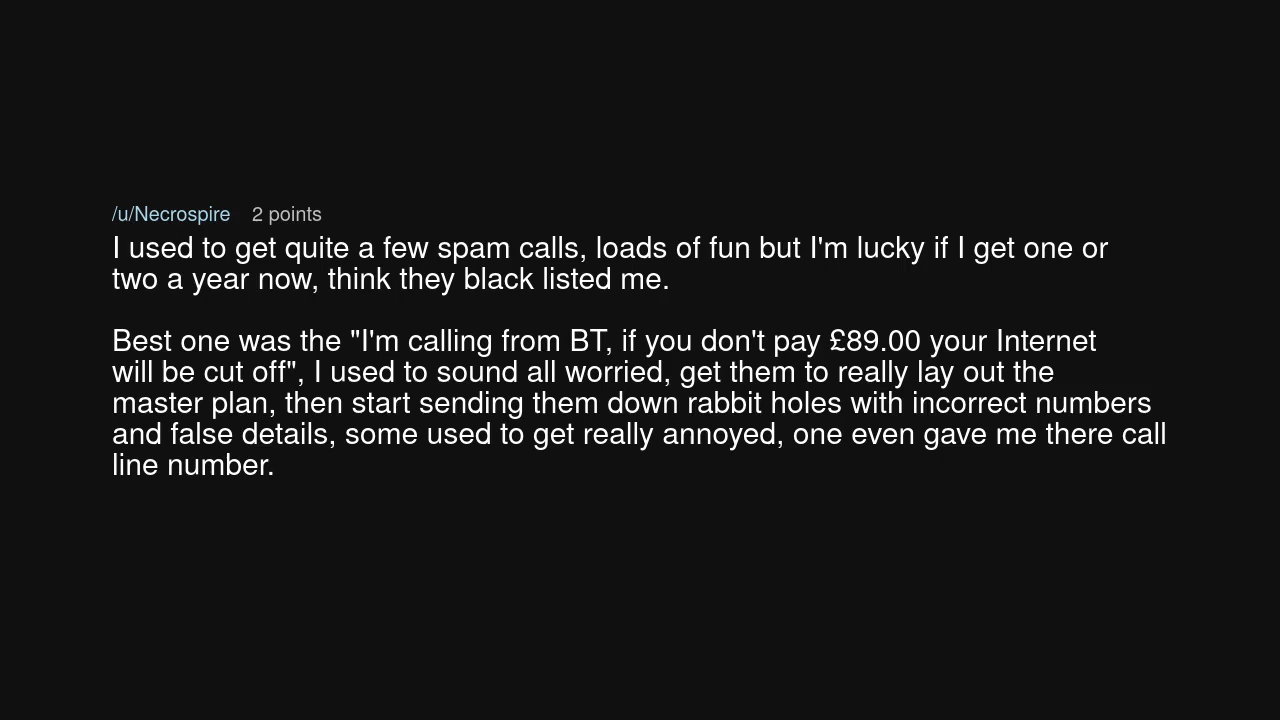 /u/Necrospire 2 points
I used to get quite a few spam calls, loads of fun but I'm lucky if I get one or
two a year now, think they black listed me.
Best one was the "I'm calling from BT, if you don't pay £89.00 your Internet
will be cut off", I used to sound all worried, get them to really lay out the
master plan, then start sending them down rabbit holes with incorrect numbers
and false details, some used to get really annoyed, one even gave me there call
line number.